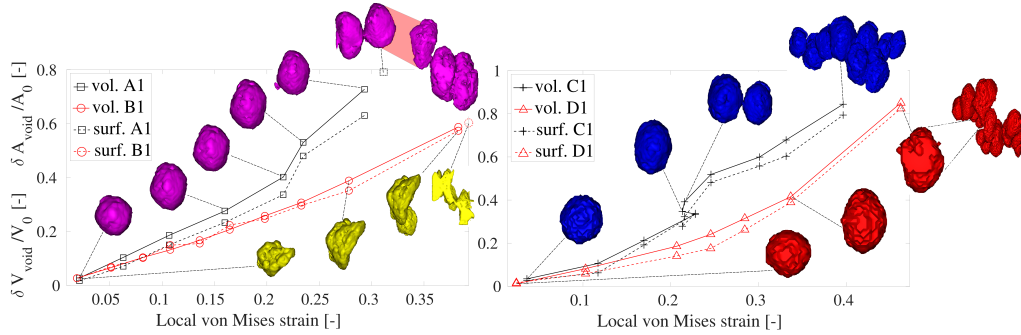 δ V_void /V_0 [-]    δ A_void /A_0 [-]
0.8
0.6
0.4
0.2
0
vol. A1
vol. B1
surf. A1
surf. B1
0.05 0.1 0.15 0.2 0.25 0.3 0.35
Local von Mises strain [-]
1
0.8
0.6
0.4
0.2
0
vol. C1
vol. D1
surf. C1
surf. D1
0.1 0.2 0.3 0.4
Local von Mises strain [-]